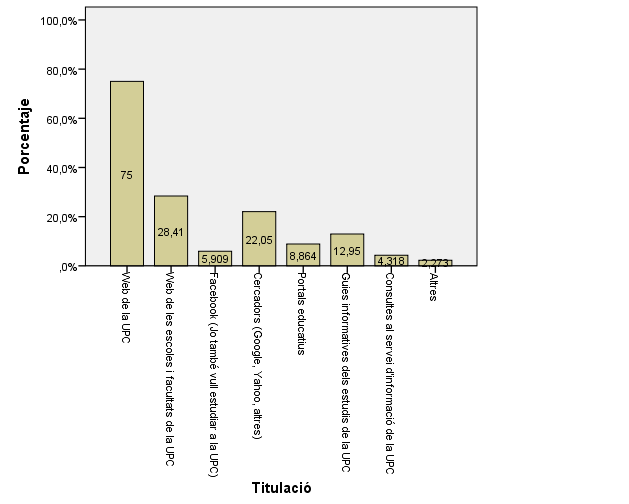 100,0%
80,0%
60,0%
40,0%
20,0%
,0%
Porcentaje
75
28,41
5,909
22,05
8,864
12,95
4,318
2,273
Web de la UPC
Web de les escoles i facultats de la UPC
Facebook (Jo també vull estudiar a la UPC)
Cercadors (Google, Yahoo, altres)
Portals educatius
Guies informatives dels estudis de la UPC
Consultes al servei d'informació de la UPC
Altres
Titulació